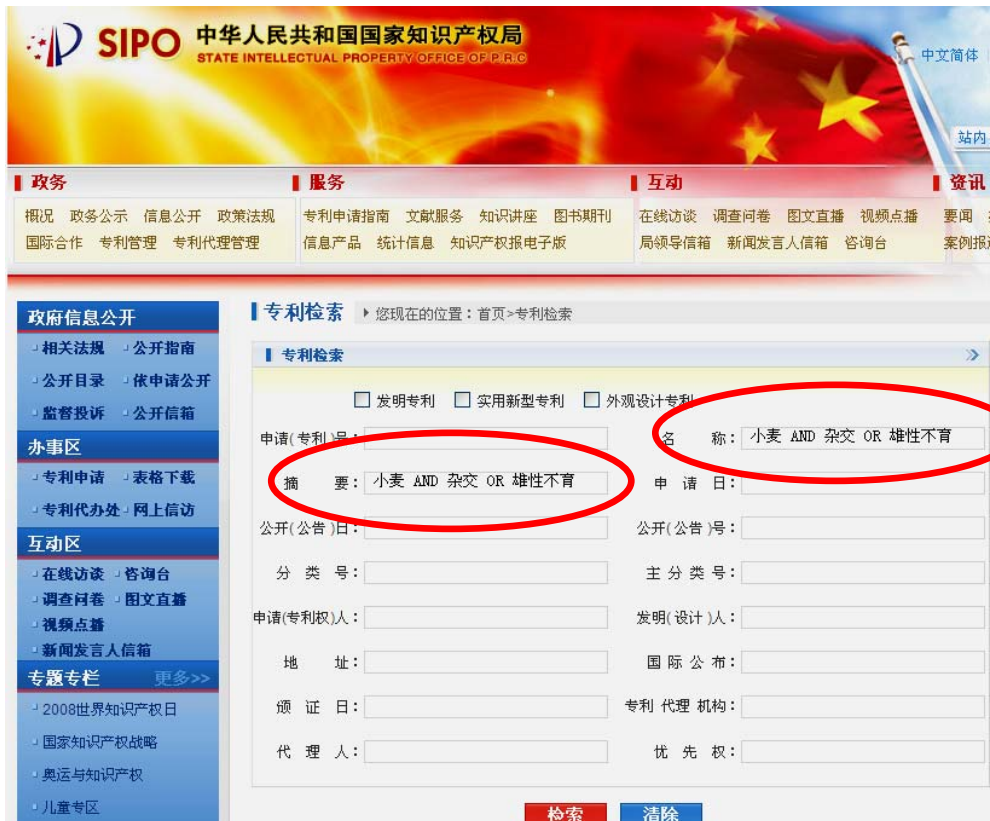 SIPO 中华人民共和国国家知识产权局
STATE INTELLECTUAL PROPERTY OFFICE OF P.R.C
中文简体
站内
政务 服务 互动 资讯
概况 政务公示 信息公开 政策法规 专利申请指南 文献服务 知识讲座 图书期刊 在线访谈 调查问卷 图文直播 视频点播 要闻
国际合作 专利管理 专利代理管理 信息产品 统计信息 知识产权报电子版 局领导信箱 新闻发言人信箱 咨询台 案例报
政府信息公开
相关法规 公开指南
公开目录 依申请公开
监督投诉 公开信箱
办事区
专利申请 表格下载
专利代办处 网上信访
互动区
在线访谈 咨询台
调查问卷 图文直播
视频点播
新闻发言人信箱
专题专栏 更多>>
2008世界知识产权日
国家知识产权战略
奥运与知识产权
儿童专区
专利检索 您现在的位置：首页>专利检索
专利检索
发明专利 实用新型专利 外观设计专利
申请(专利)号： 名 称： 小麦 AND 杂交 OR 雄性不育
摘 要： 小麦 AND 杂交 OR 雄性不育 申 请 日：
公开(公告)日： 公开(公告)号：
分 类 号： 主 分 类 号：
申请(专利权)人： 发明(设计)人：
地 址： 国 际 公 布：
颁 证 日： 专利 代理 机构：
代 理 人： 优 先 权：
检索 清除